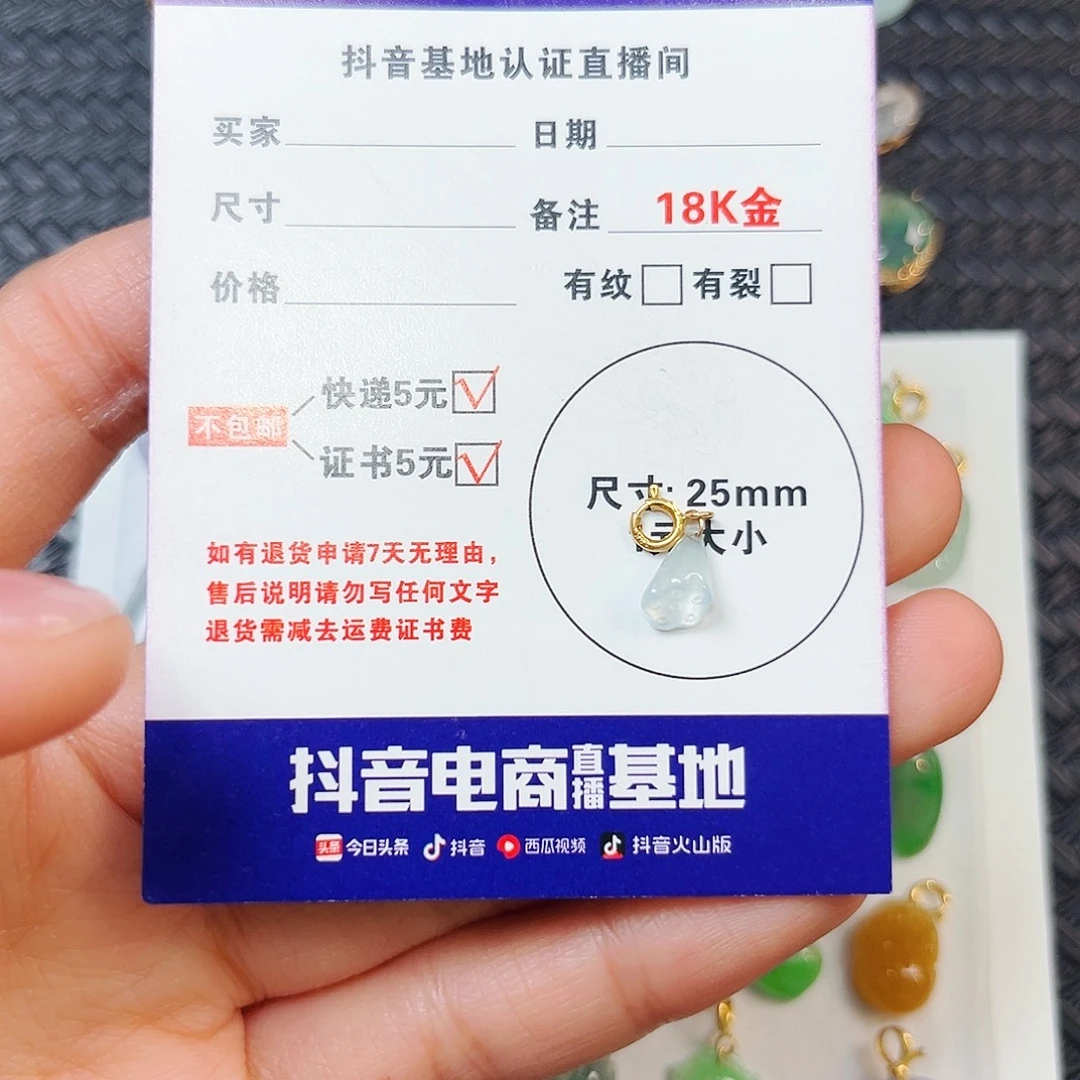 抖音基地认证直播间
买家 日期
尺寸 备注 18K金
价格 有纹 有裂
快递5元
不包邮
证书5元
尺寸: 25mm
大小
如有退货申请7天无理由,
售后说明请勿写任何文字
退货需减去运费证书费
抖音电商直播基地
头条 今日头条 抖音 西瓜视频 抖音火山版